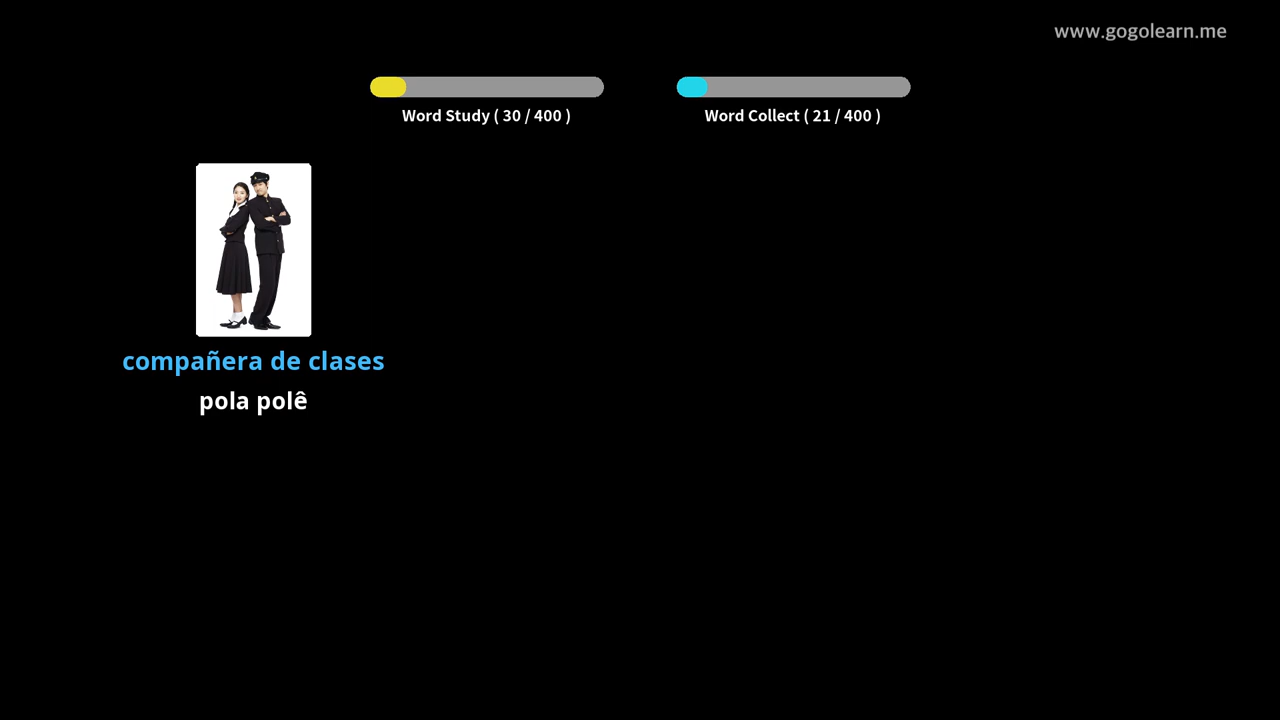 www.gogolearn.me
Word Study ( 30 / 400 )
Word Collect ( 21 / 400 )
compañera de clases
pola polê